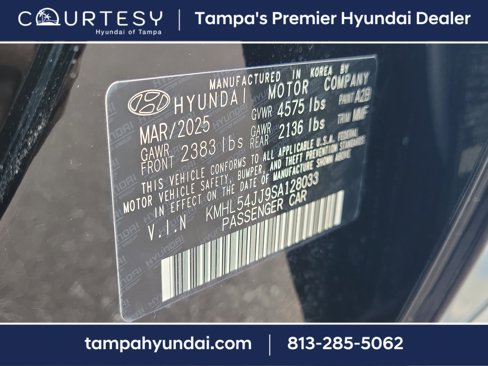 COURTESY
Hyundai of Tampa
Tampa's Premier Hyundai Dealer
MANUFACTURED IN KOREA BY
HYUNDAI MOTOR COMPANY
MAR/2025 GVWR 4575 lbs PAINT A2B
GAWR FRONT 2383 lbs GAWR REAR 2136 lbs TRIM MMF
THIS VEHICLE CONFORMS TO ALL APPLICABLE U.S.A. FEDERAL
MOTOR VEHICLE SAFETY, BUMPER, AND THEFT PREVENTION STANDARDS
IN EFFECT ON THE DATE OF MANUFACTURE SHOWN ABOVE.
V.I.N KMHL54JJ9SA128033
PASSENGER CAR
tampahyundai.com
813-285-5062